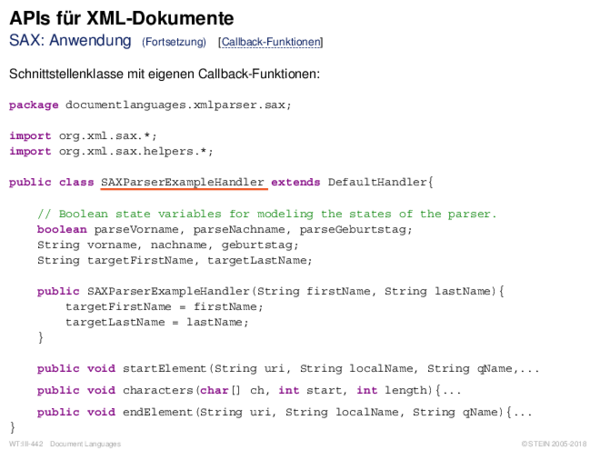 APIs für XML-Dokumente
SAX: Anwendung (Fortsetzung) [Callback-Funktionen]
Schnittstellenklasse mit eigenen Callback-Funktionen:
package documentlanguages.xmlparser.sax;
import org.xml.sax.*;
import org.xml.sax.helpers.*;
public class SAXParserExampleHandler extends DefaultHandler{
// Boolean state variables for modeling the states of the parser.
boolean parseVorname, parseNachname, parseGeburtstag;
String vorname, nachname, geburtstag;
String targetFirstName, targetLastName;
public SAXParserExampleHandler(String firstName, String lastName){
targetFirstName = firstName;
targetLastName = lastName;
}
public void startElement(String uri, String localName, String qName,...
public void characters(char[] ch, int start, int length){...
public void endElement(String uri, String localName, String qName){...
}
WT:III-442 Document Languages © STEIN 2005-2018